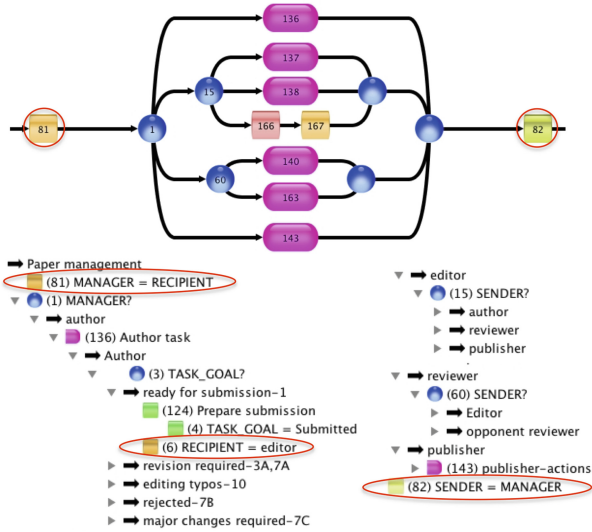 136
137
15
138
81
1
166
167
82
140
60
163
143
Paper management
(81) MANAGER = RECIPIENT
(1) MANAGER?
author
(136) Author task
Author
(3) TASK_GOAL?
ready for submission-1
(124) Prepare submission
(4) TASK_GOAL = Submitted
(6) RECIPIENT = editor
revision required-3A,7A
editing typos-10
rejected-7B
major changes required-7C
editor
(15) SENDER?
author
reviewer
publisher
reviewer
(60) SENDER?
Editor
opponent reviewer
publisher
(143) publisher-actions
(82) SENDER = MANAGER